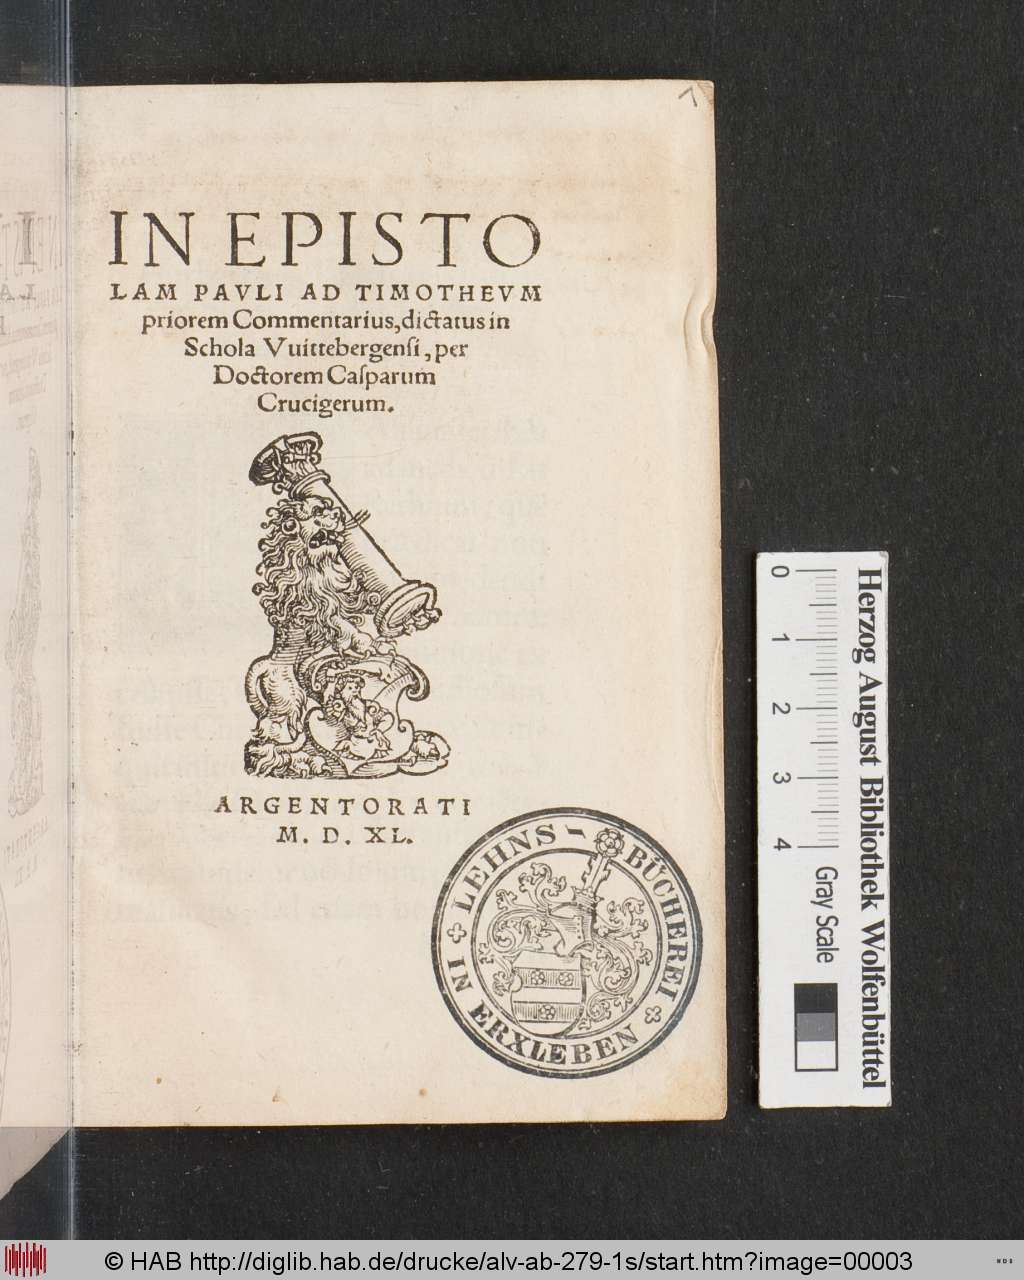 IN EPISTO
LAM PAVLI AD TIMOTHEVM
priorem Commentarius, dictatus in
Schola Vuittebergenſi, per
Doctorem Caſparum
Crucigerum.
ARGENTORATI
M. D. XL.
LEHNS-BÜCHEREI
IN ERXLEBEN
Herzog August Bibliothek Wolfenbüttel
0 1 2 3 4
Gray Scale
© HAB http://diglib.hab.de/drucke/alv-ab-279-1s/start.htm?image=00003